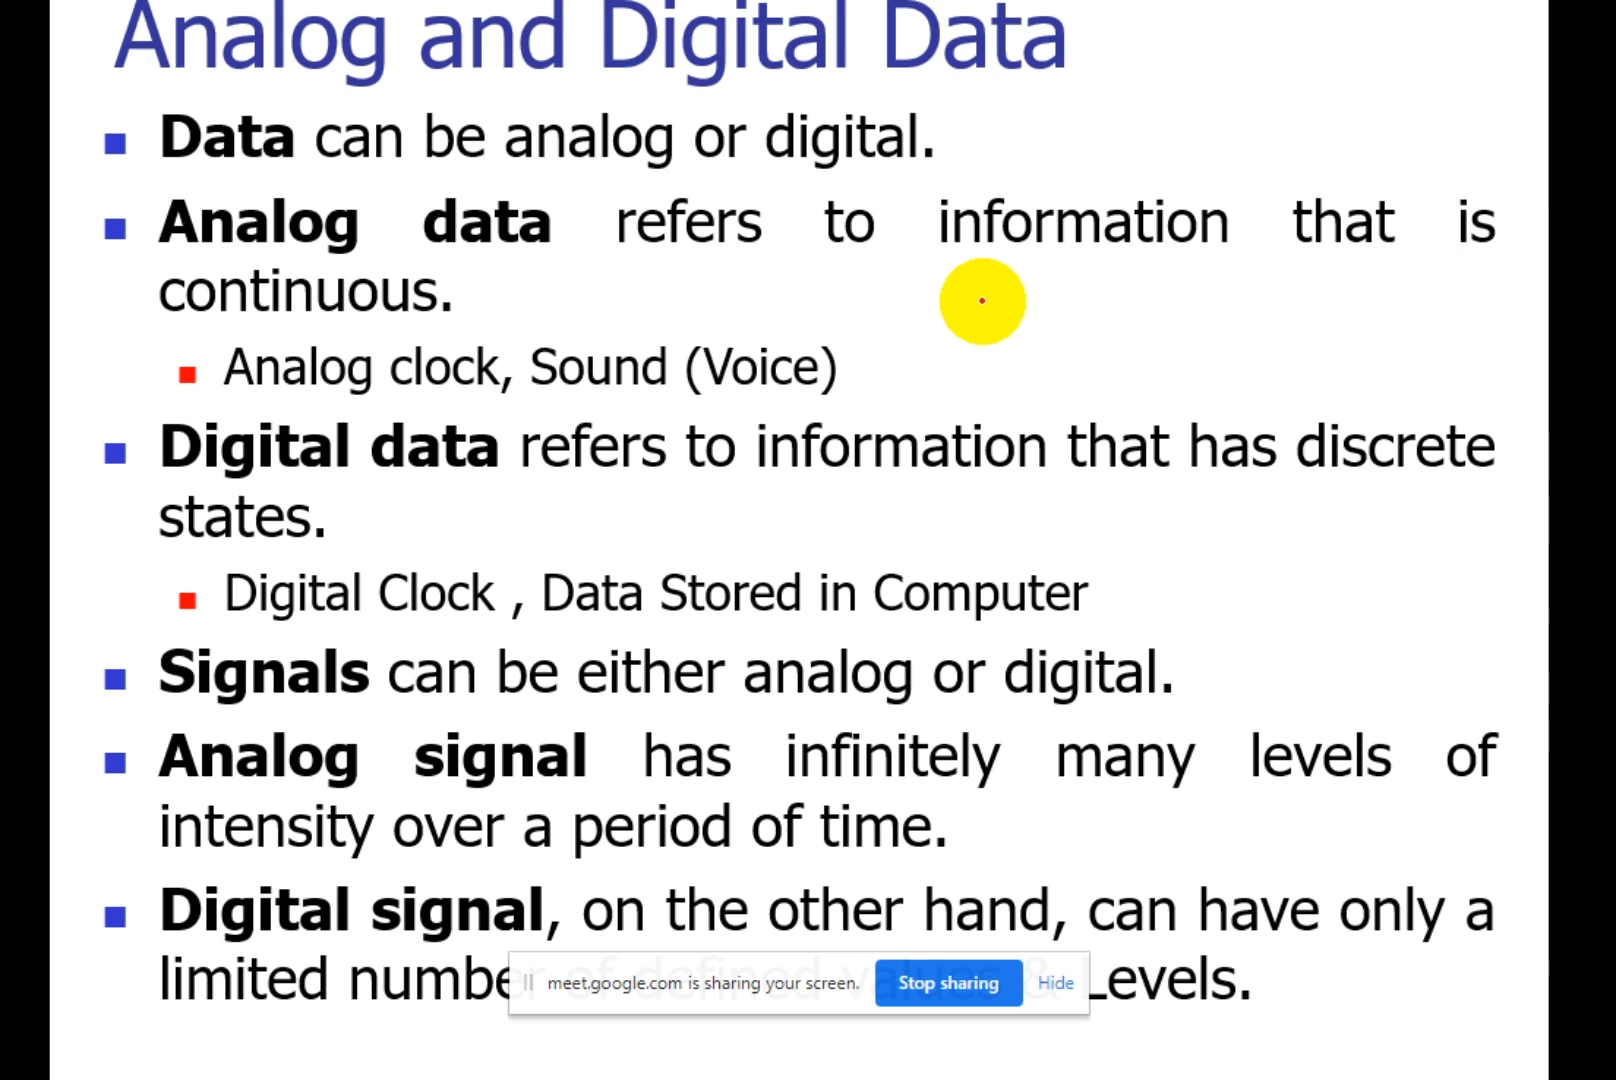 Analog and Digital Data
Data can be analog or digital.
Analog data refers to information that is
continuous.
Analog clock, Sound (Voice)
Digital data refers to information that has discrete
states.
Digital Clock , Data Stored in Computer
Signals can be either analog or digital.
Analog signal has infinitely many levels of
intensity over a period of time.
Digital signal, on the other hand, can have only a
limited number of defined values & Levels.
meet.google.com is sharing your screen. Stop sharing Hide